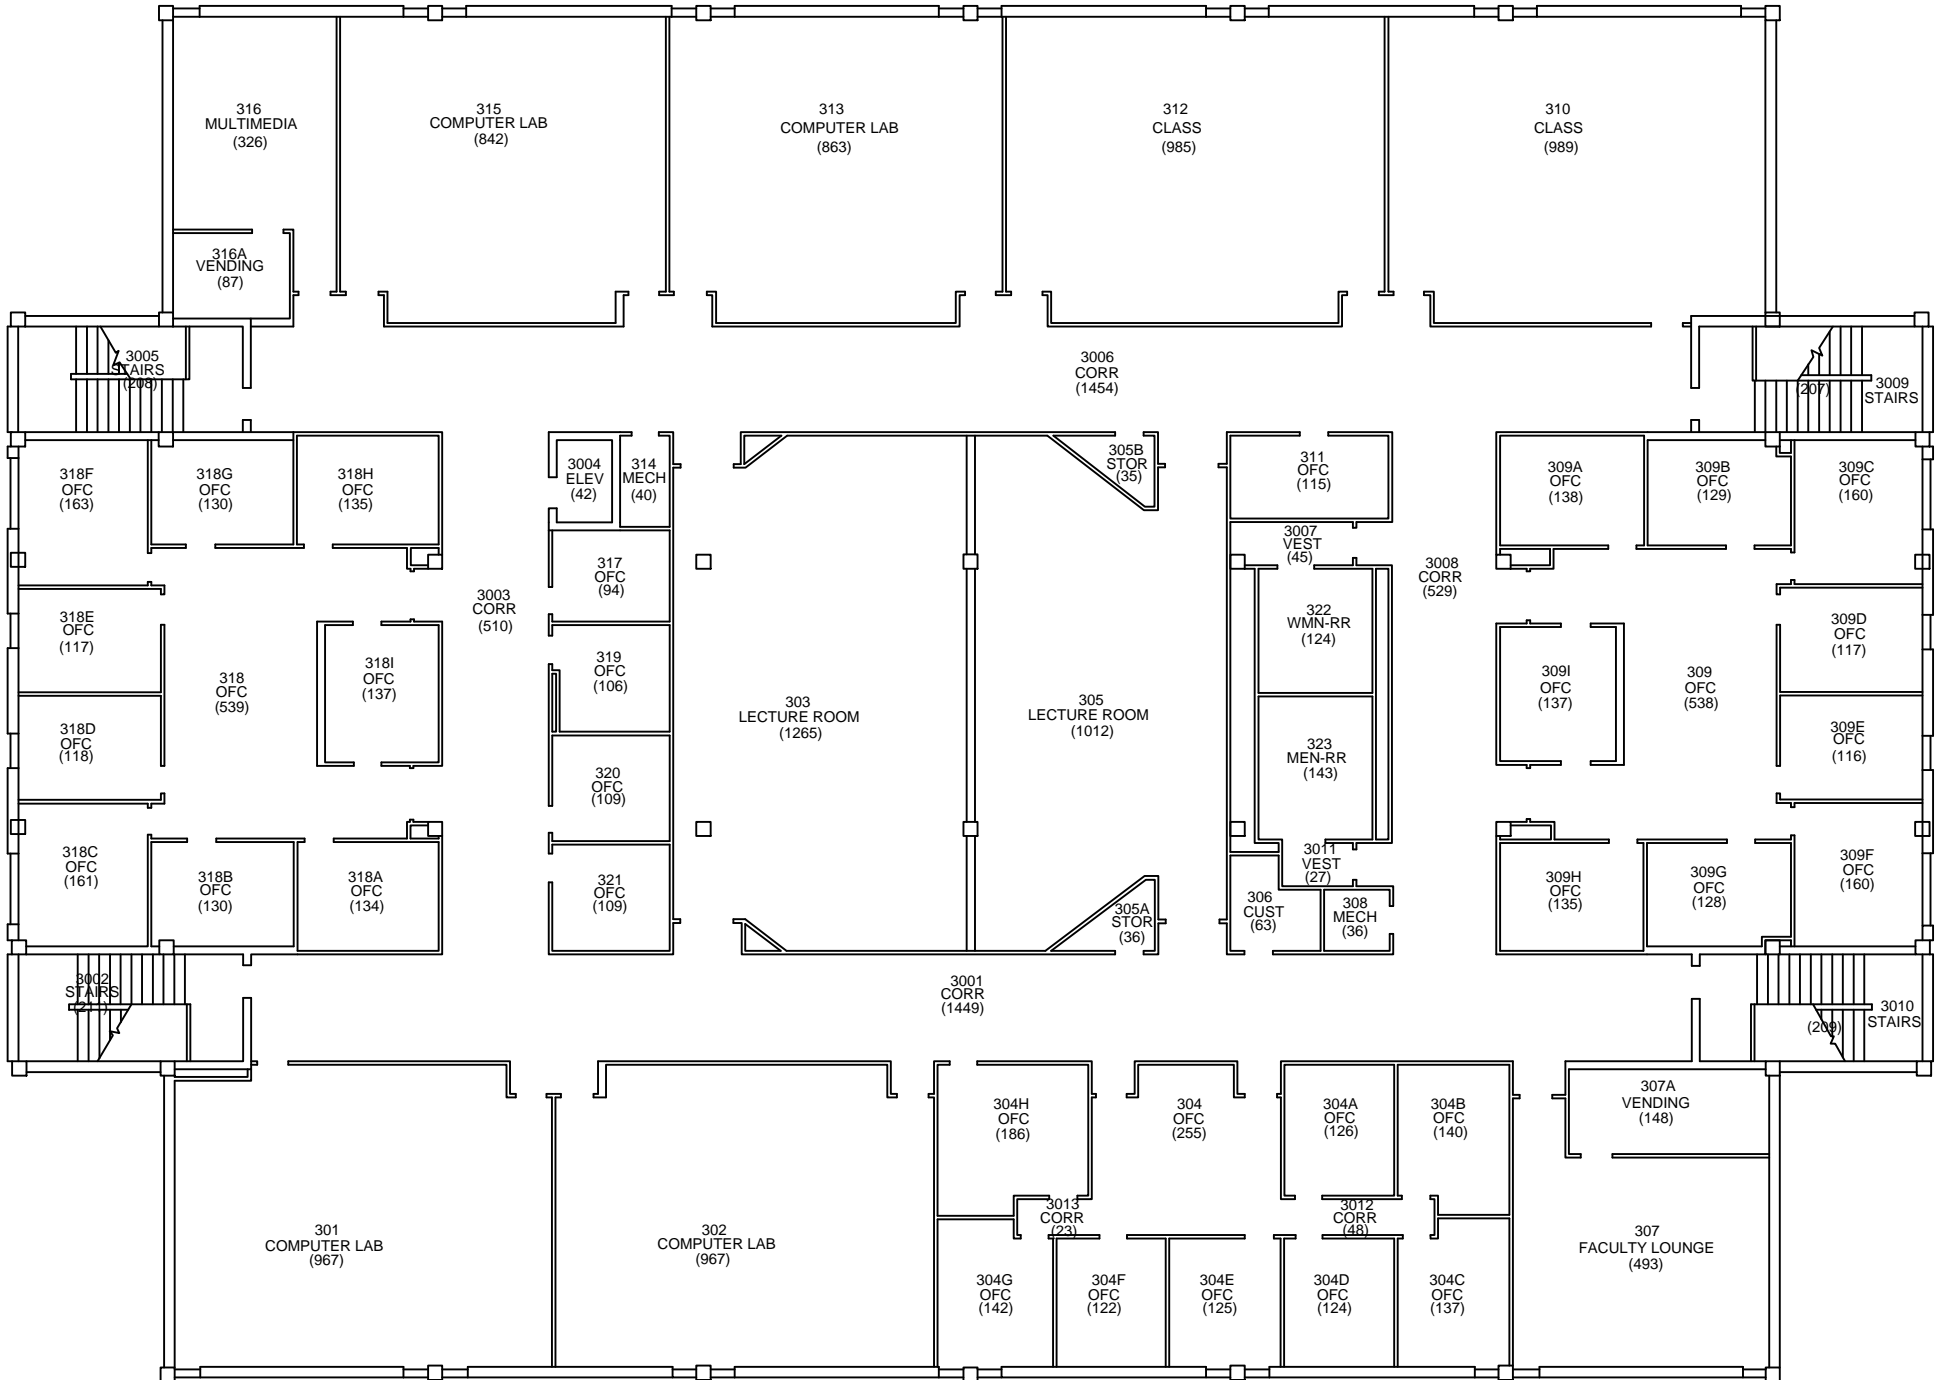 316
MULTIMEDIA
(326)
315
COMPUTER LAB
(842)
313
COMPUTER LAB
(863)
312
CLASS
(985)
310
CLASS
(989)
316A
VENDING
(87)
3005
STAIRS
(208)
3006
CORR
(1454)
(207)
3009
STAIRS
318F
OFC
(163)
318G
OFC
(130)
318H
OFC
(135)
3004
ELEV
(42)
314
MECH
(40)
305B
STOR
(35)
311
OFC
(115)
309A
OFC
(138)
309B
OFC
(129)
309C
OFC
(160)
317
OFC
(94)
3007
VEST
(45)
3003
CORR
(510)
3008
CORR
(529)
318E
OFC
(117)
322
WMN-RR
(124)
309D
OFC
(117)
318
OFC
(539)
318I
OFC
(137)
319
OFC
(106)
303
LECTURE ROOM
(1265)
305
LECTURE ROOM
(1012)
309I
OFC
(137)
309
OFC
(538)
318D
OFC
(118)
320
OFC
(109)
323
MEN-RR
(143)
309E
OFC
(116)
318C
OFC
(161)
318B
OFC
(130)
318A
OFC
(134)
321
OFC
(109)
3011
VEST
(27)
305A
STOR
(36)
306
CUST
(63)
308
MECH
(36)
309H
OFC
(135)
309G
OFC
(128)
309F
OFC
(160)
3002
STAIRS
3001
CORR
(1449)
(209)
3010
STAIRS
304H
OFC
(186)
304
OFC
(255)
304A
OFC
(126)
304B
OFC
(140)
307A
VENDING
(148)
3013
CORR
(23)
3012
CORR
(48)
301
COMPUTER LAB
(967)
302
COMPUTER LAB
(967)
307
FACULTY LOUNGE
(493)
304G
OFC
(142)
304F
OFC
(122)
304E
OFC
(125)
304D
OFC
(124)
304C
OFC
(137)